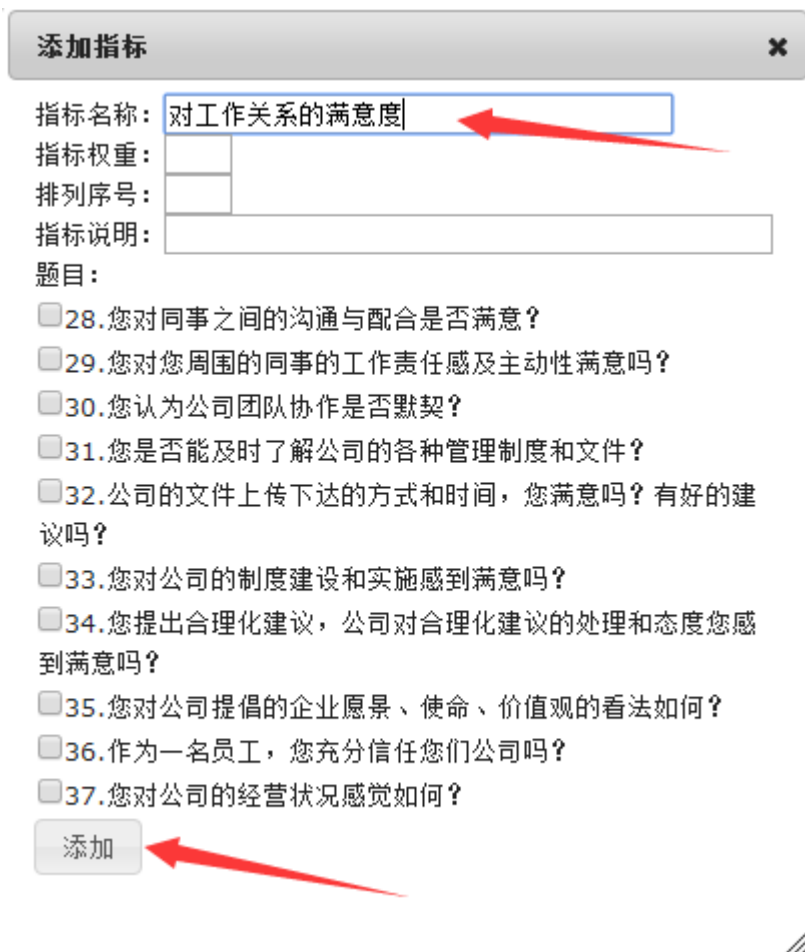 添加指标
指标名称：对工作关系的满意度
指标权重：
排列序号：
指标说明：
题目：
28.您对同事之间的沟通与配合是否满意？
29.您对您周围的同事的工作责任感及主动性满意吗？
30.您认为公司团队协作是否默契？
31.您是否能及时了解公司的各种管理制度和文件？
32.公司的文件上传下达的方式和时间，您满意吗？有好的建
议吗？
33.您对公司的制度建设和实施感到满意吗？
34.您提出合理化建议，公司对合理化建议的处理和态度您感
到满意吗？
35.您对公司提倡的企业愿景、使命、价值观的看法如何？
36.作为一名员工，您充分信任您们公司吗？
37.您对公司的经营状况感觉如何？
添加